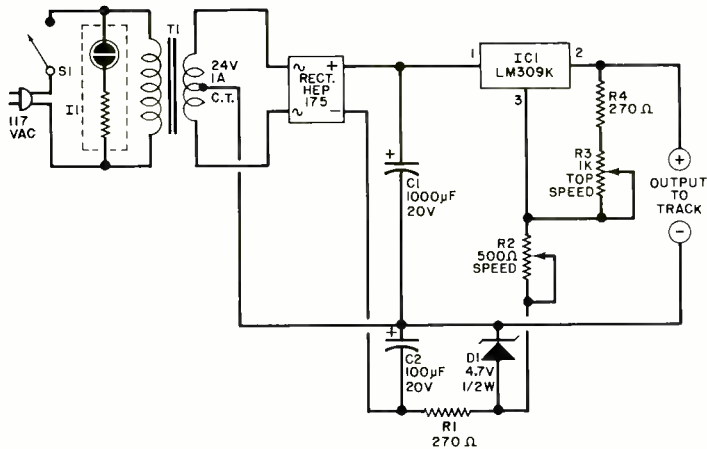 S1
117
VAC
I1
T1
24V
1A
C.T.
~
~
+
−
RECT.
HEP
175
1
IC1
LM309K
2
3
+
C1
1000µF
20V
R4
270Ω
R3
1K
TOP
SPEED
+
OUTPUT
TO
TRACK
−
R2
500Ω
SPEED
+
C2
100µF
20V
D1
4.7V
1/2W
R1
270Ω